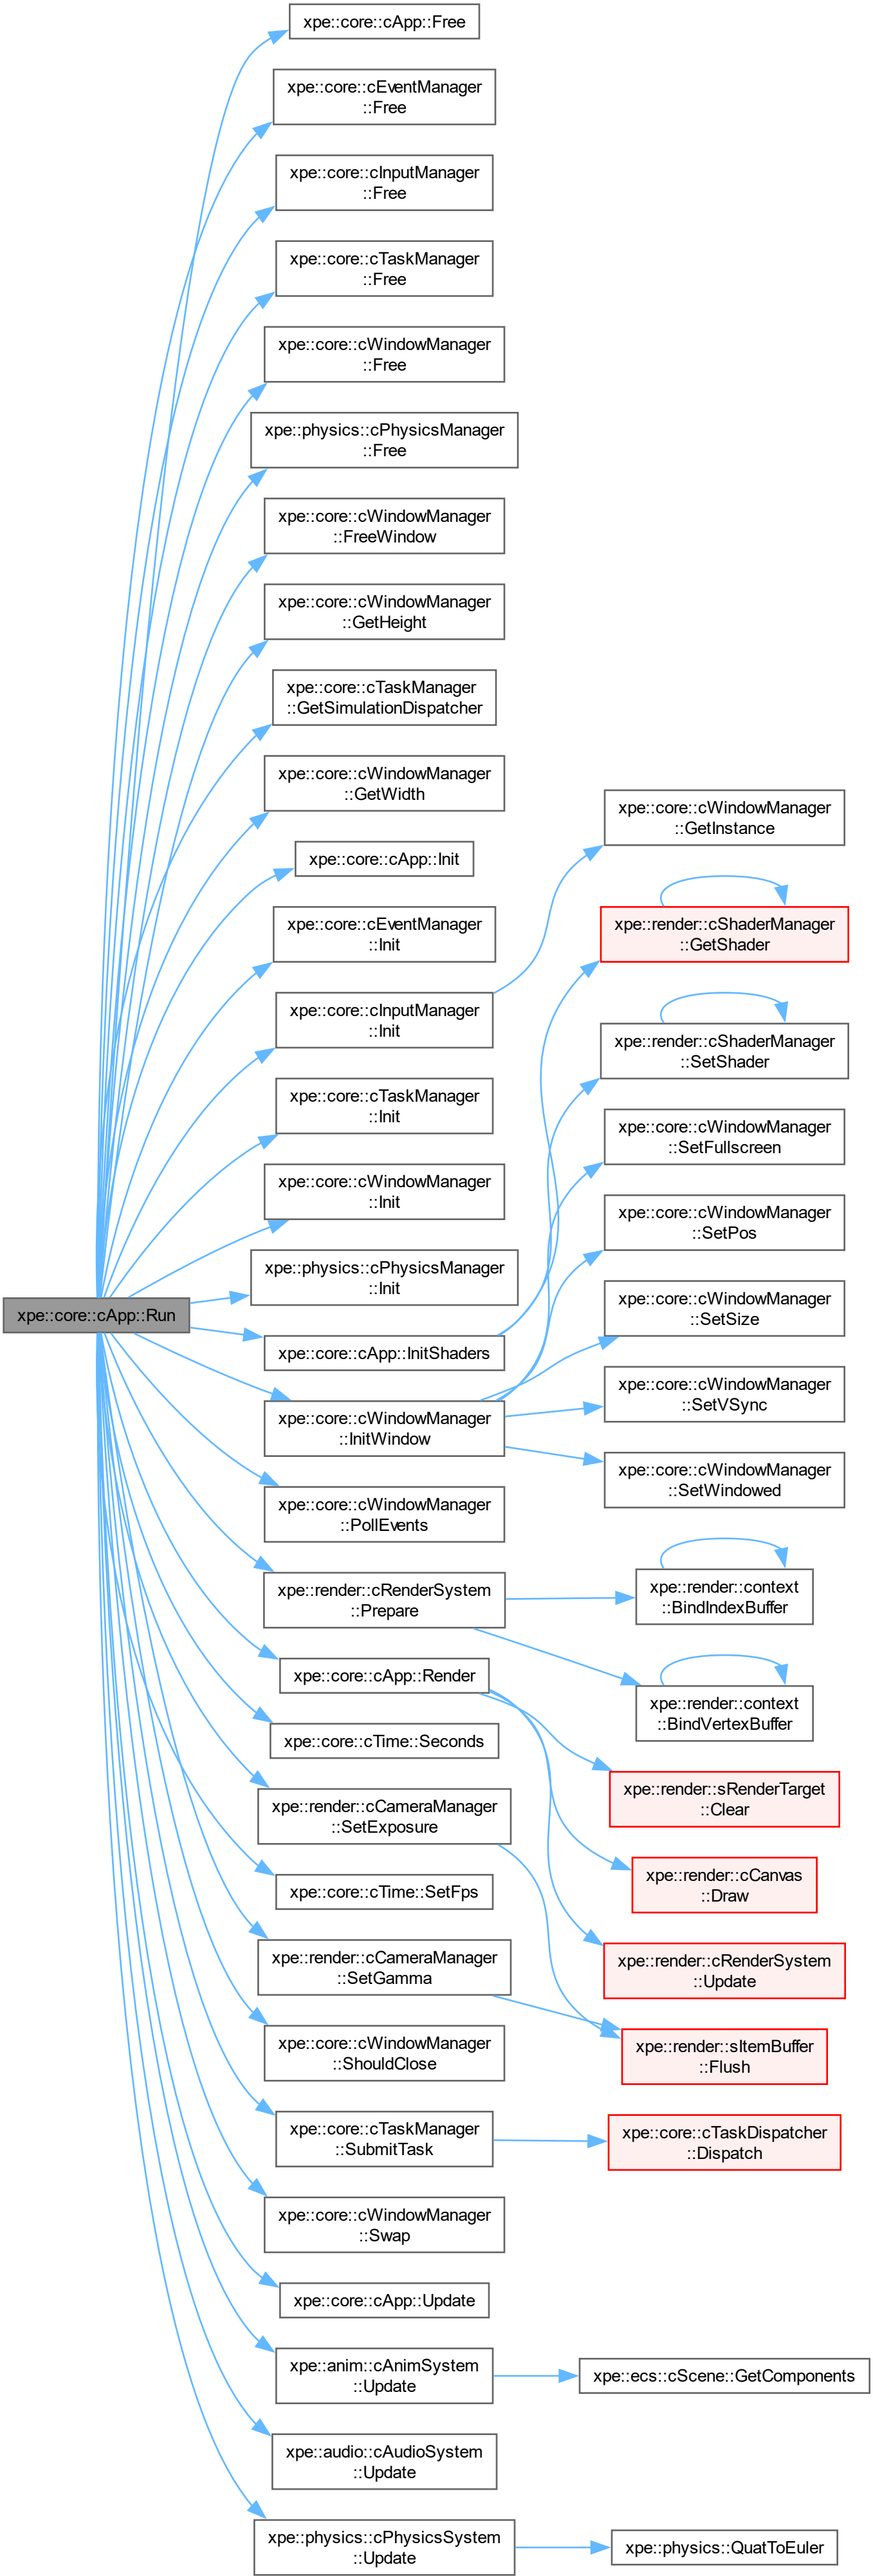 xpe::core::cApp::Run
xpe::core::cApp::Free
xpe::core::cEventManager
::Free
xpe::core::cInputManager
::Free
xpe::core::cTaskManager
::Free
xpe::core::cWindowManager
::Free
xpe::physics::cPhysicsManager
::Free
xpe::core::cWindowManager
::FreeWindow
xpe::core::cWindowManager
::GetHeight
xpe::core::cTaskManager
::GetSimulationDispatcher
xpe::core::cWindowManager
::GetWidth
xpe::core::cApp::Init
xpe::core::cEventManager
::Init
xpe::core::cInputManager
::Init
xpe::core::cTaskManager
::Init
xpe::core::cWindowManager
::Init
xpe::physics::cPhysicsManager
::Init
xpe::core::cApp::InitShaders
xpe::core::cWindowManager
::InitWindow
xpe::core::cWindowManager
::PollEvents
xpe::render::cRenderSystem
::Prepare
xpe::core::cApp::Render
xpe::core::cTime::Seconds
xpe::render::cCameraManager
::SetExposure
xpe::core::cTime::SetFps
xpe::render::cCameraManager
::SetGamma
xpe::core::cWindowManager
::ShouldClose
xpe::core::cTaskManager
::SubmitTask
xpe::core::cWindowManager
::Swap
xpe::core::cApp::Update
xpe::anim::cAnimSystem
::Update
xpe::audio::cAudioSystem
::Update
xpe::physics::cPhysicsSystem
::Update
xpe::core::cWindowManager
::GetInstance
xpe::render::cShaderManager
::GetShader
xpe::render::cShaderManager
::SetShader
xpe::core::cWindowManager
::SetFullscreen
xpe::core::cWindowManager
::SetPos
xpe::core::cWindowManager
::SetSize
xpe::core::cWindowManager
::SetVSync
xpe::core::cWindowManager
::SetWindowed
xpe::render::context
::BindIndexBuffer
xpe::render::context
::BindVertexBuffer
xpe::render::sRenderTarget
::Clear
xpe::render::cCanvas
::Draw
xpe::render::cRenderSystem
::Update
xpe::render::sItemBuffer
::Flush
xpe::core::cTaskDispatcher
::Dispatch
xpe::ecs::cScene::GetComponents
xpe::physics::QuatToEuler